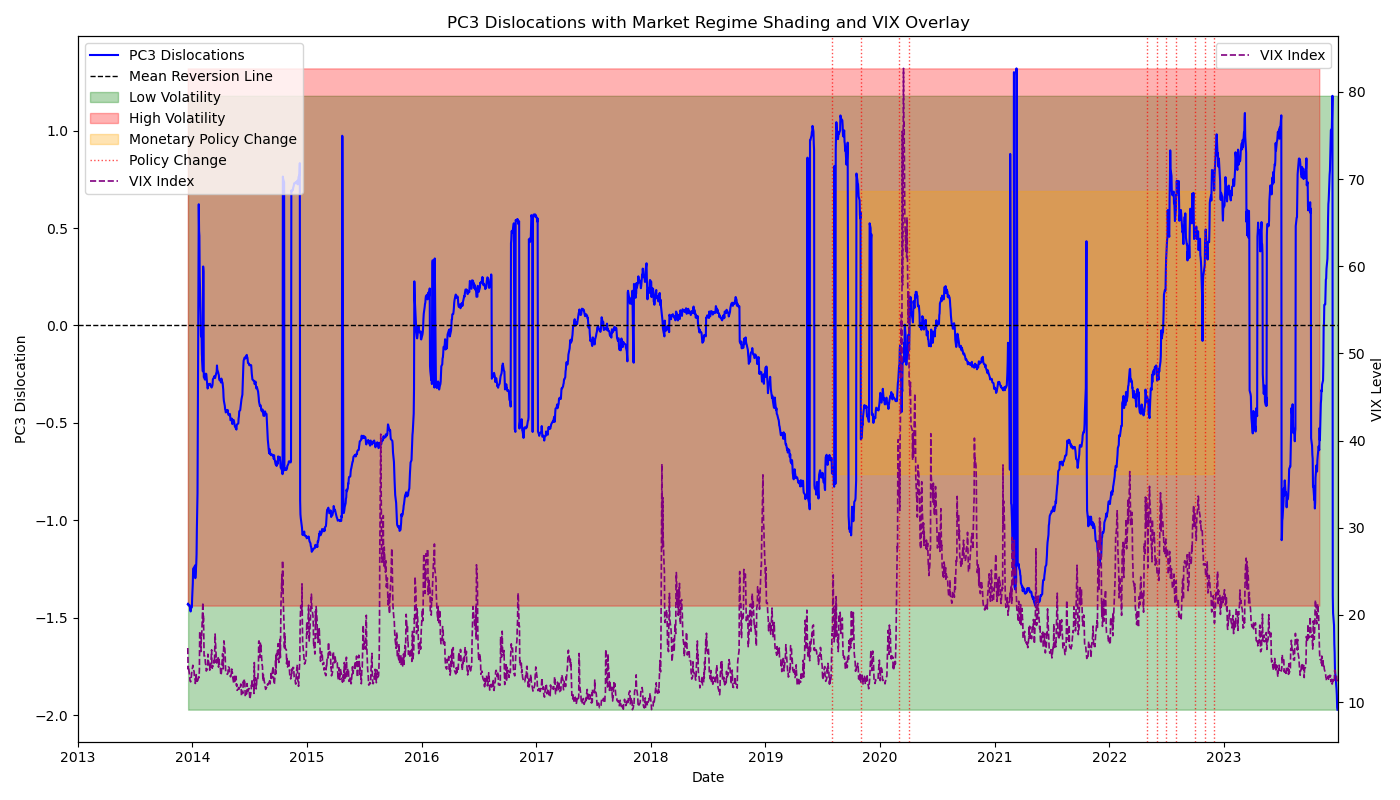 PC3 Dislocations with Market Regime Shading and VIX Overlay
PC3 Dislocations
Mean Reversion Line
Low Volatility
High Volatility
Monetary Policy Change
Policy Change
VIX Index
VIX Index
PC3 Dislocation
1.0
0.5
0.0
−0.5
−1.0
−1.5
−2.0
80
70
60
50
40
30
20
10
VIX Level
2013 2014 2015 2016 2017 2018 2019 2020 2021 2022 2023
Date